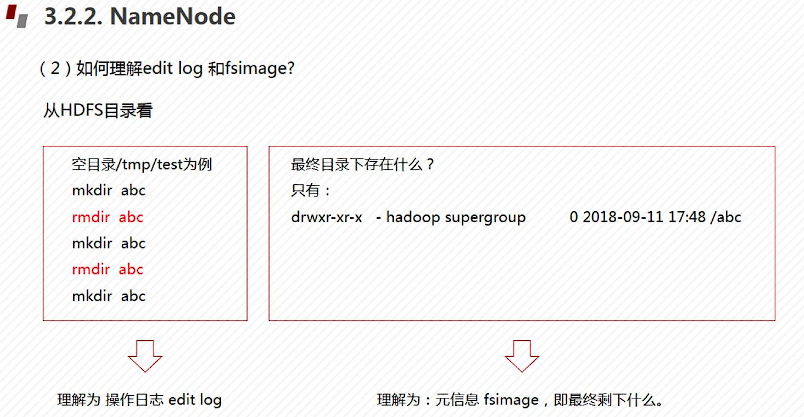 3.2.2. NameNode
（2）如何理解edit log 和fsimage?
从HDFS目录看
空目录/tmp/test为例
mkdir abc
rmdir abc
mkdir abc
rmdir abc
mkdir abc
最终目录下存在什么？
只有：
drwxr-xr-x - hadoop supergroup 0 2018-09-11 17:48 /abc
理解为 操作日志 edit log
理解为：元信息 fsimage，即最终剩下什么。